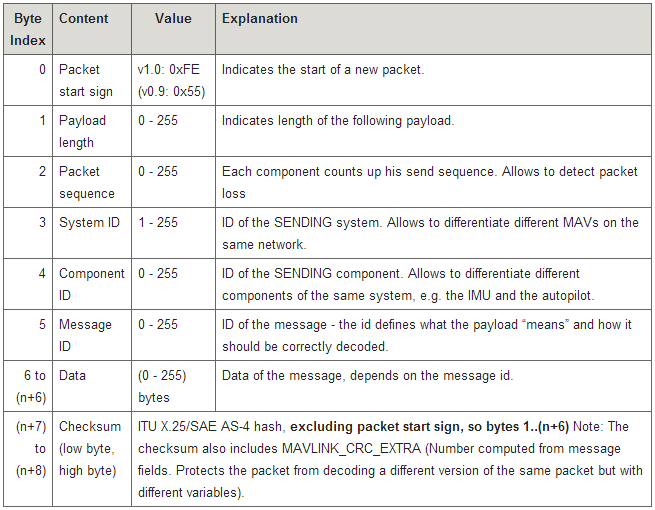 Byte Index Content Value Explanation
0 Packet start sign v1.0: 0xFE (v0.9: 0x55) Indicates the start of a new packet.
1 Payload length 0 - 255 Indicates length of the following payload.
2 Packet sequence 0 - 255 Each component counts up his send sequence. Allows to detect packet loss
3 System ID 1 - 255 ID of the SENDING system. Allows to differentiate different MAVs on the same network.
4 Component ID 0 - 255 ID of the SENDING component. Allows to differentiate different components of the same system, e.g. the IMU and the autopilot.
5 Message ID 0 - 255 ID of the message - the id defines what the payload “means” and how it should be correctly decoded.
6 to (n+6) Data (0 - 255) bytes Data of the message, depends on the message id.
(n+7) to (n+8) Checksum (low byte, high byte) ITU X.25/SAE AS-4 hash, excluding packet start sign, so bytes 1..(n+6) Note: The checksum also includes MAVLINK_CRC_EXTRA (Number computed from message fields. Protects the packet from decoding a different version of the same packet but with different variables).